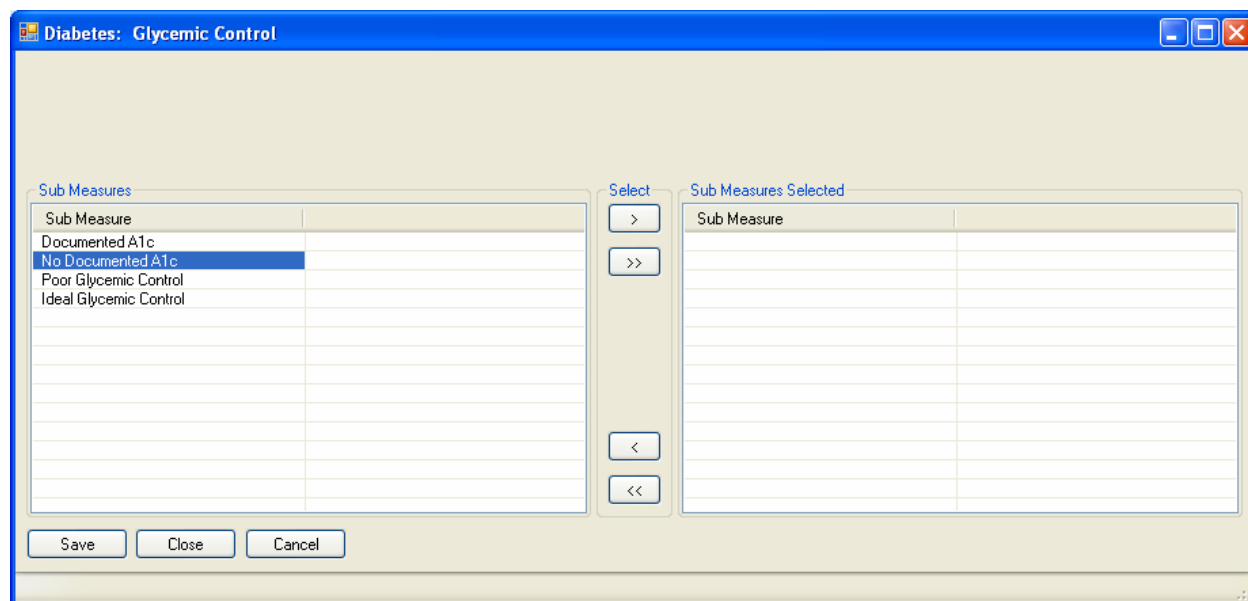 Diabetes:  Glycemic Control
Sub Measures
Sub Measure
Documented A1c
No Documented A1c
Poor Glycemic Control
Ideal Glycemic Control
Select
>
>>
<
<<
Sub Measures Selected
Sub Measure
Save Close Cancel